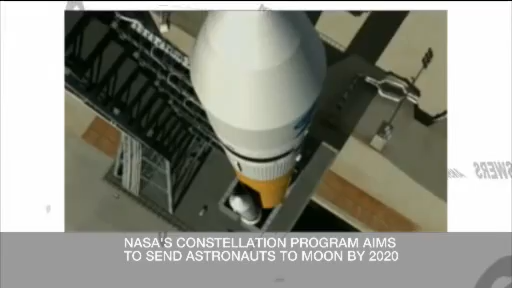 NASA'S CONSTELLATION PROGRAM AIMS
TO SEND ASTRONAUTS TO MOON BY 2020